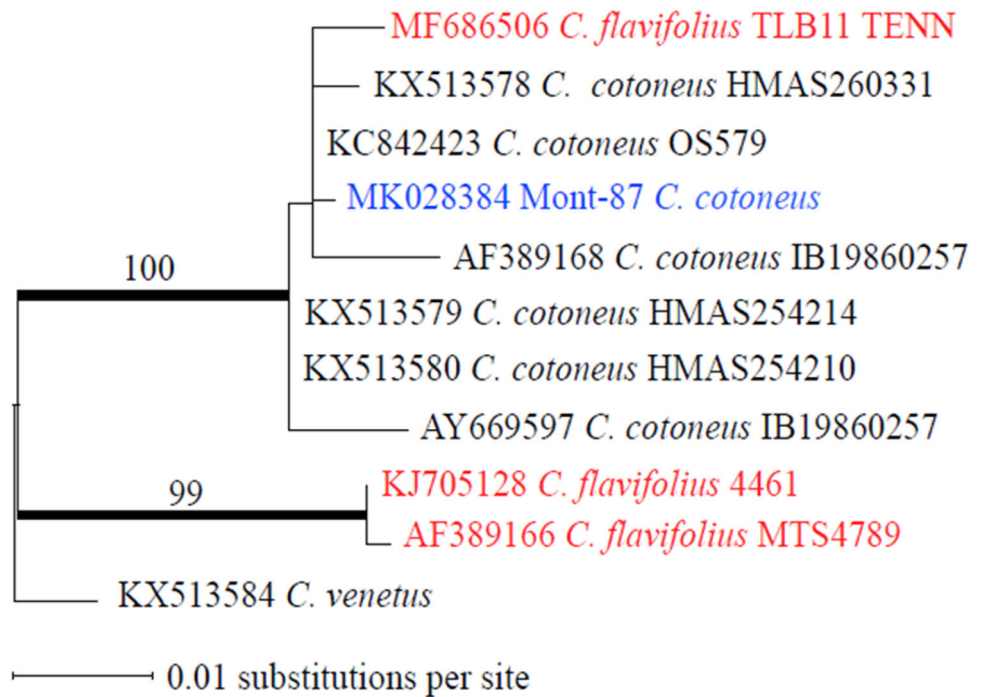 MF686506 C. flavifolius TLB11 TENN
KX513578 C. cotoneus HMAS260331
KC842423 C. cotoneus OS579
MK028384 Mont-87 C. cotoneus
AF389168 C. cotoneus IB19860257
100
KX513579 C. cotoneus HMAS254214
KX513580 C. cotoneus HMAS254210
AY669597 C. cotoneus IB19860257
KJ705128 C. flavifolius 4461
99
AF389166 C. flavifolius MTS4789
KX513584 C. venetus
0.01 substitutions per site